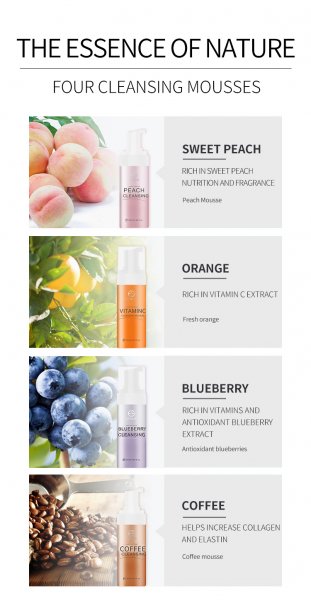 THE ESSENCE OF NATURE
FOUR CLEANSING MOUSSES
PEACH
CLEANSING
SWEET PEACH
RICH IN SWEET PEACH
NUTRITION AND FRAGRANCE
Peach Mousse
VITAMINC
ORANGE
RICH IN VITAMIN C EXTRACT
Fresh orange
BLUEBERRY
CLEANSING
BLUEBERRY
RICH IN VITAMINS AND
ANTIOXIDANT BLUEBERRY
EXTRACT
Antioxidant blueberries
COFFEE
CLEANSING
COFFEE
HELPS INCREASE COLLAGEN
AND ELASTIN
Coffee mousse